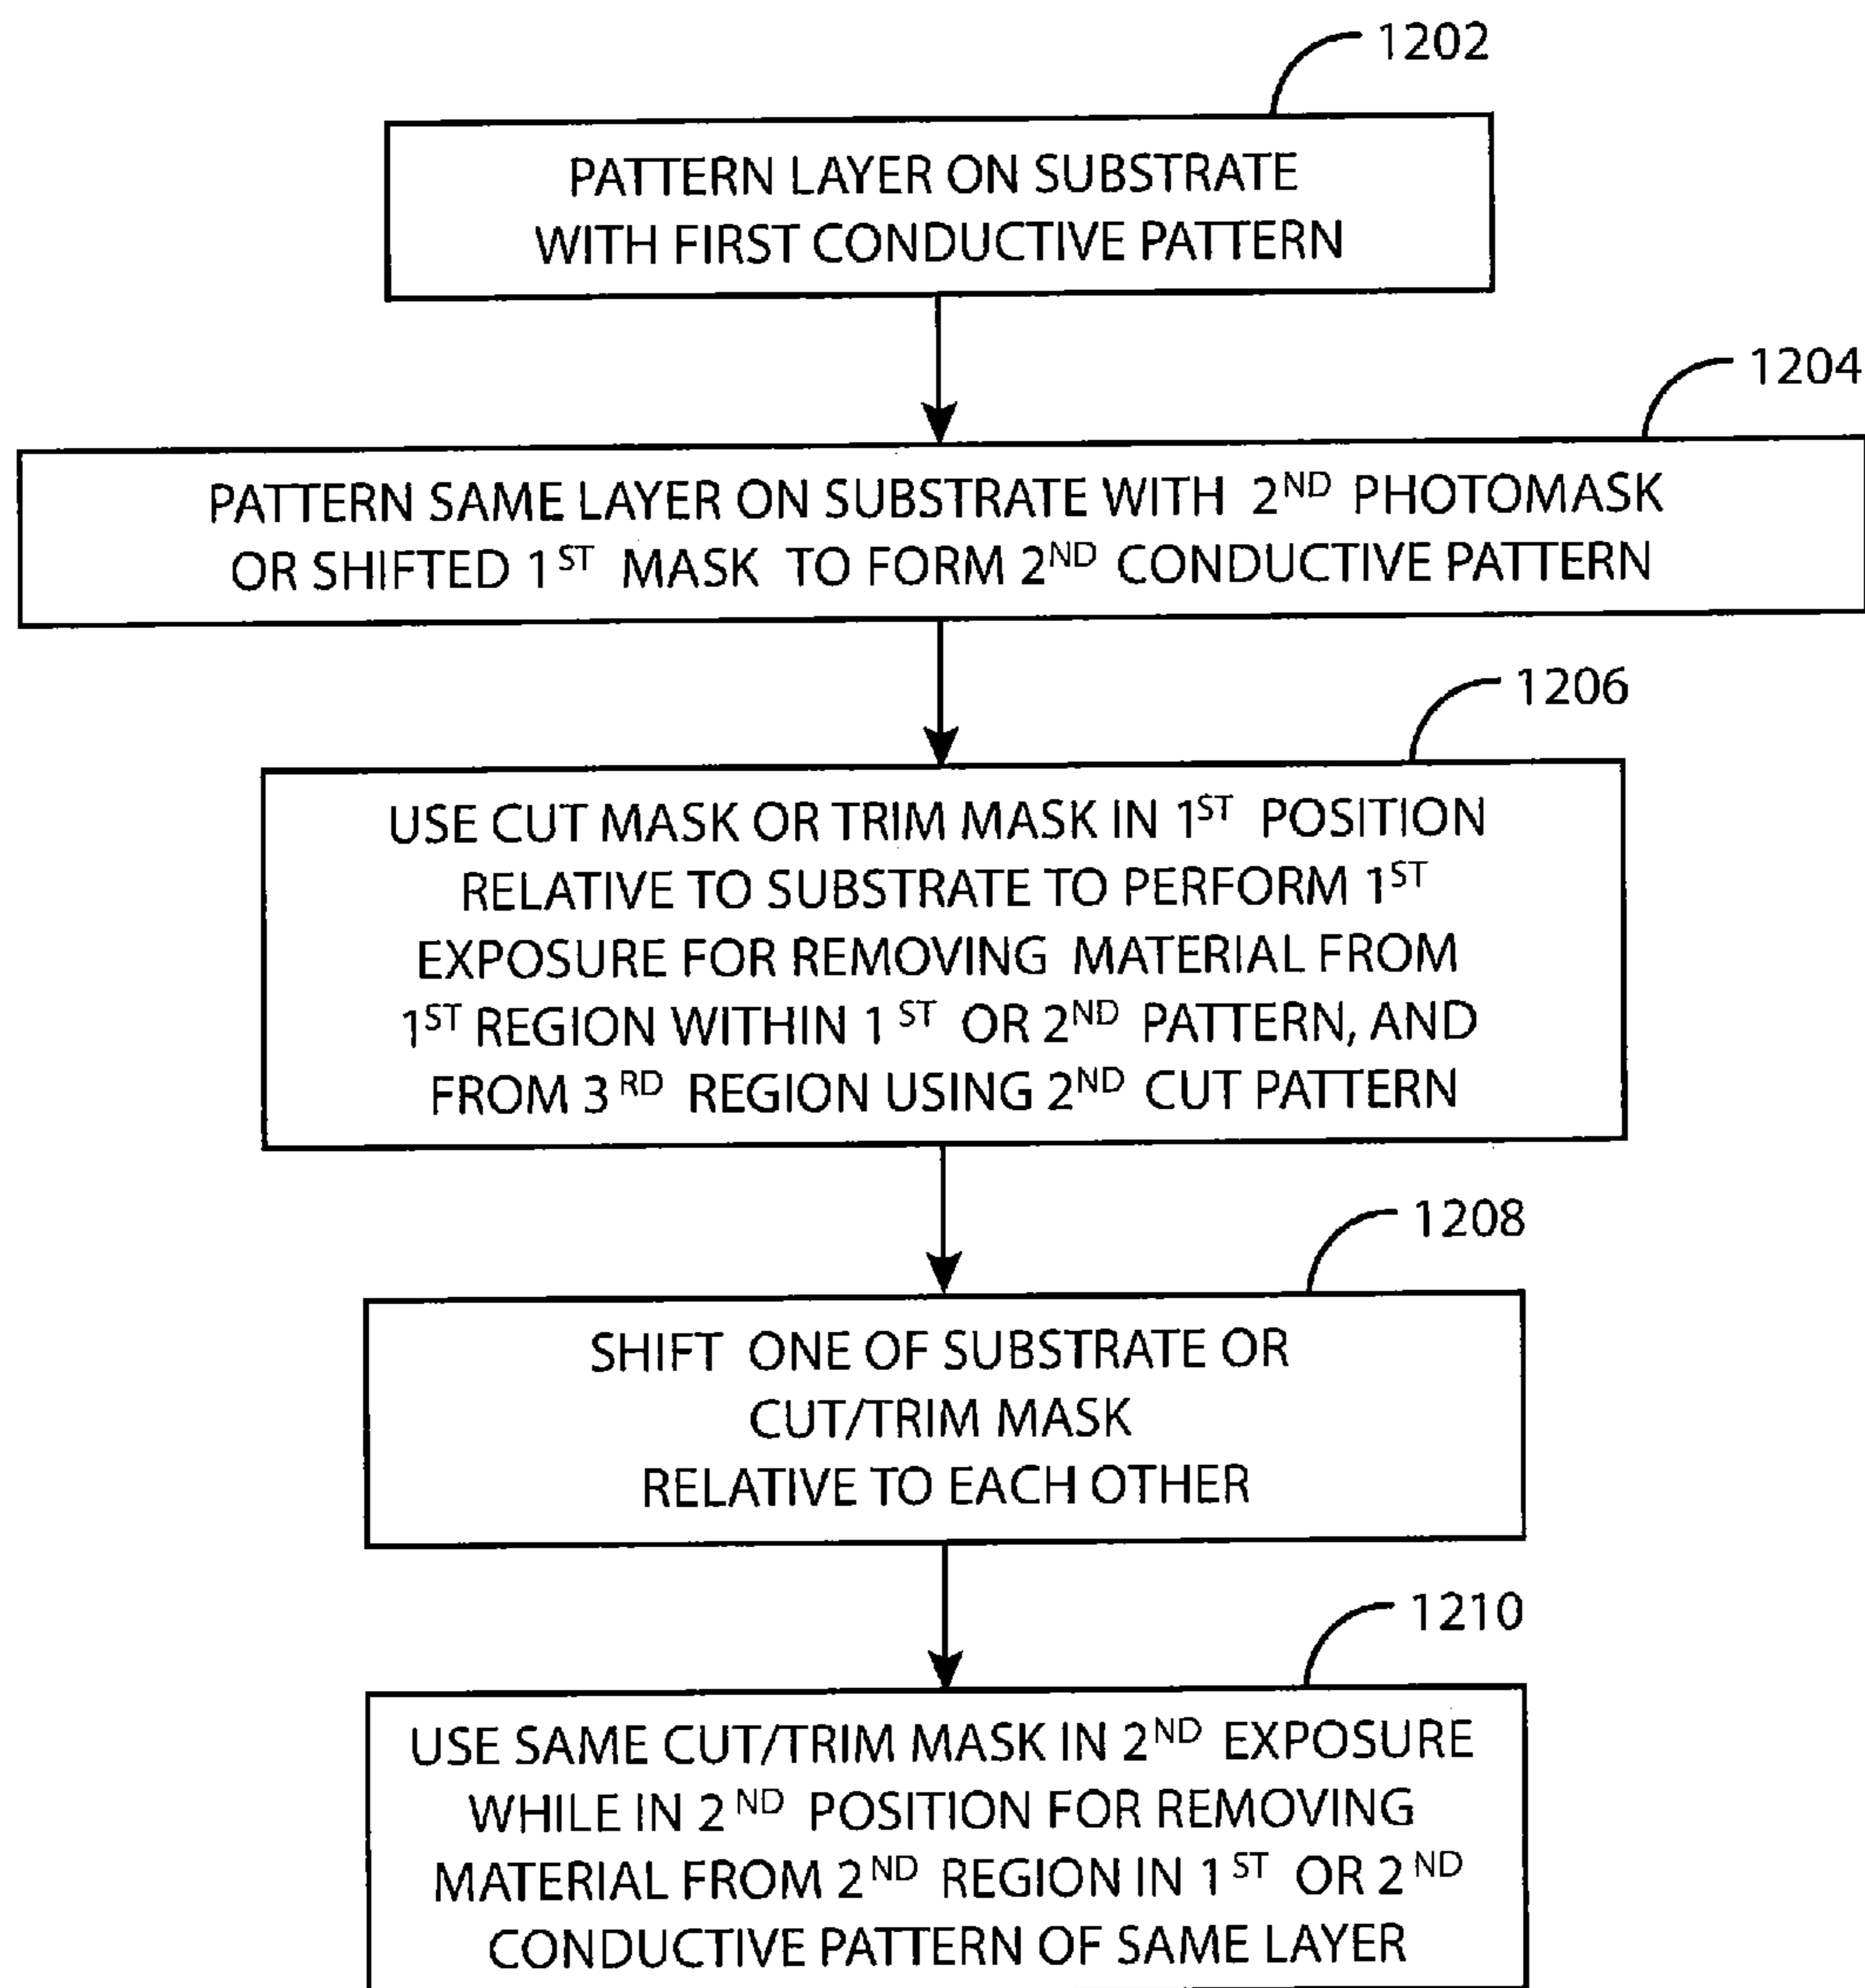 1202
PATTERN LAYER ON SUBSTRATE
WITH FIRST CONDUCTIVE PATTERN
1204
PATTERN SAME LAYER ON SUBSTRATE WITH 2ND PHOTOMASK
OR SHIFTED 1ST MASK TO FORM 2ND CONDUCTIVE PATTERN
1206
USE CUT MASK OR TRIM MASK IN 1ST POSITION
RELATIVE TO SUBSTRATE TO PERFORM 1ST
EXPOSURE FOR REMOVING MATERIAL FROM
1ST REGION WITHIN 1ST OR 2ND PATTERN, AND
FROM 3RD REGION USING 2ND CUT PATTERN
1208
SHIFT ONE OF SUBSTRATE OR
CUT/TRIM MASK
RELATIVE TO EACH OTHER
1210
USE SAME CUT/TRIM MASK IN 2ND EXPOSURE
WHILE IN 2ND POSITION FOR REMOVING
MATERIAL FROM 2ND REGION IN 1ST OR 2ND
CONDUCTIVE PATTERN OF SAME LAYER